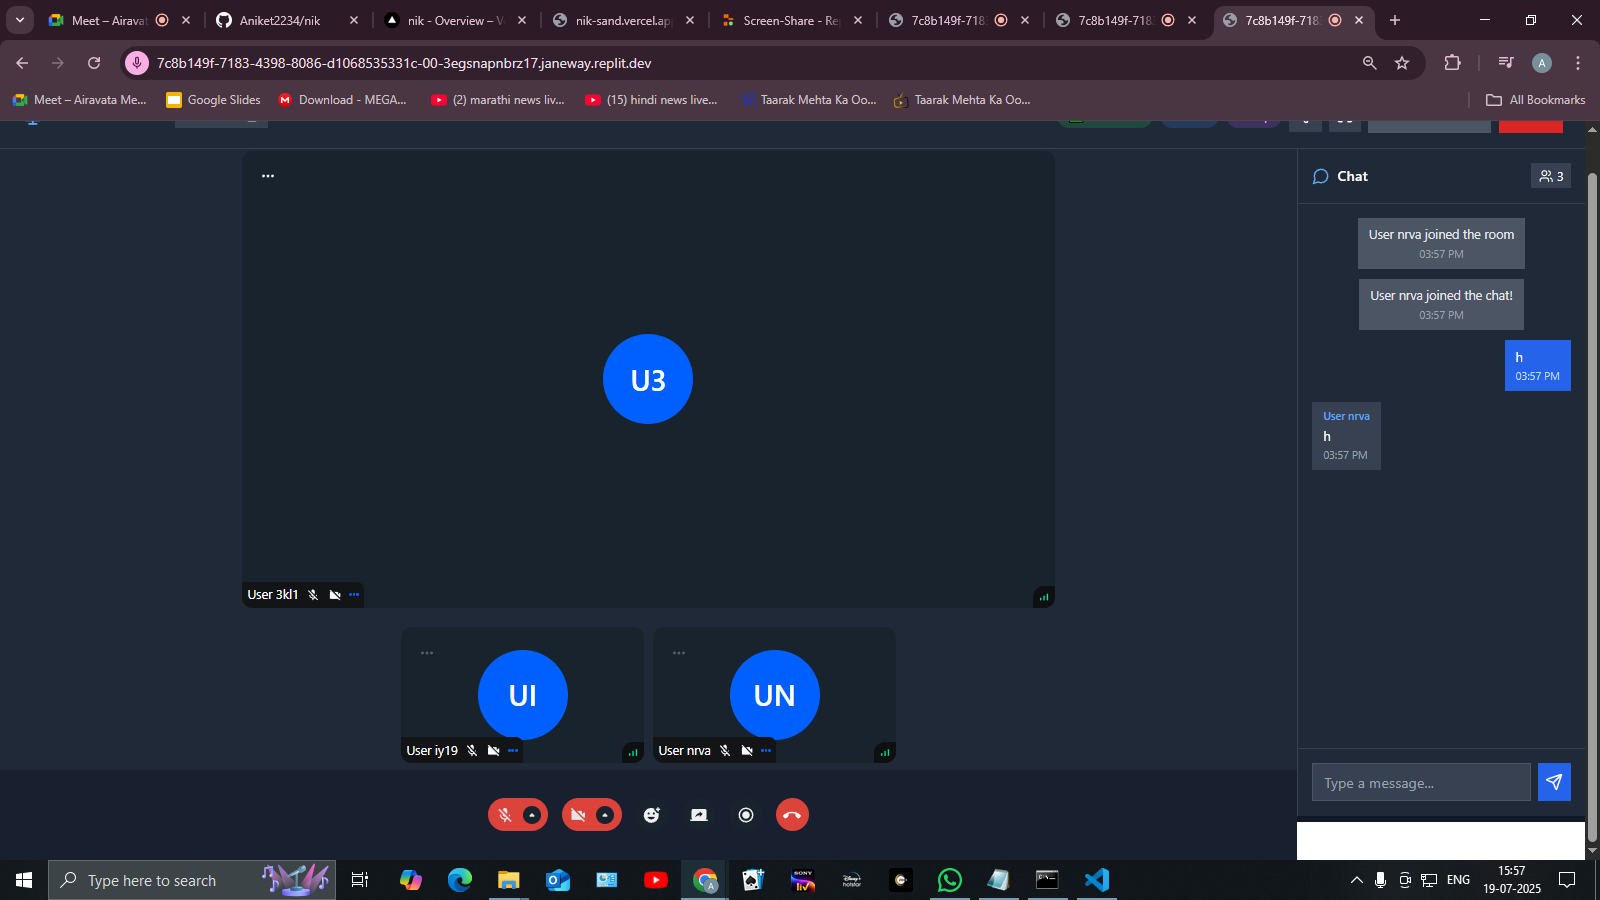 Meet – Airavat
Aniket2234/nik
nik - Overview – V
nik-sand.vercel.ap
Screen-Share - Re
7c8b149f-718
7c8b149f-718
7c8b149f-718
7c8b149f-7183-4398-8086-d1068535331c-00-3egsnapnbrz17.janeway.replit.dev
A
Meet – Airavata Me...
Google Slides
Download - MEGA...
(2) marathi news liv...
(15) hindi news live...
Taarak Mehta Ka Oo...
Taarak Mehta Ka Oo...
All Bookmarks
Chat
3
User nrva joined the room
03:57 PM
User nrva joined the chat!
03:57 PM
h
03:57 PM
User nrva
h
03:57 PM
U3
User 3kl1
UI
User iy19
UN
User nrva
Type a message...
Type here to search
ENG
15:57
19-07-2025